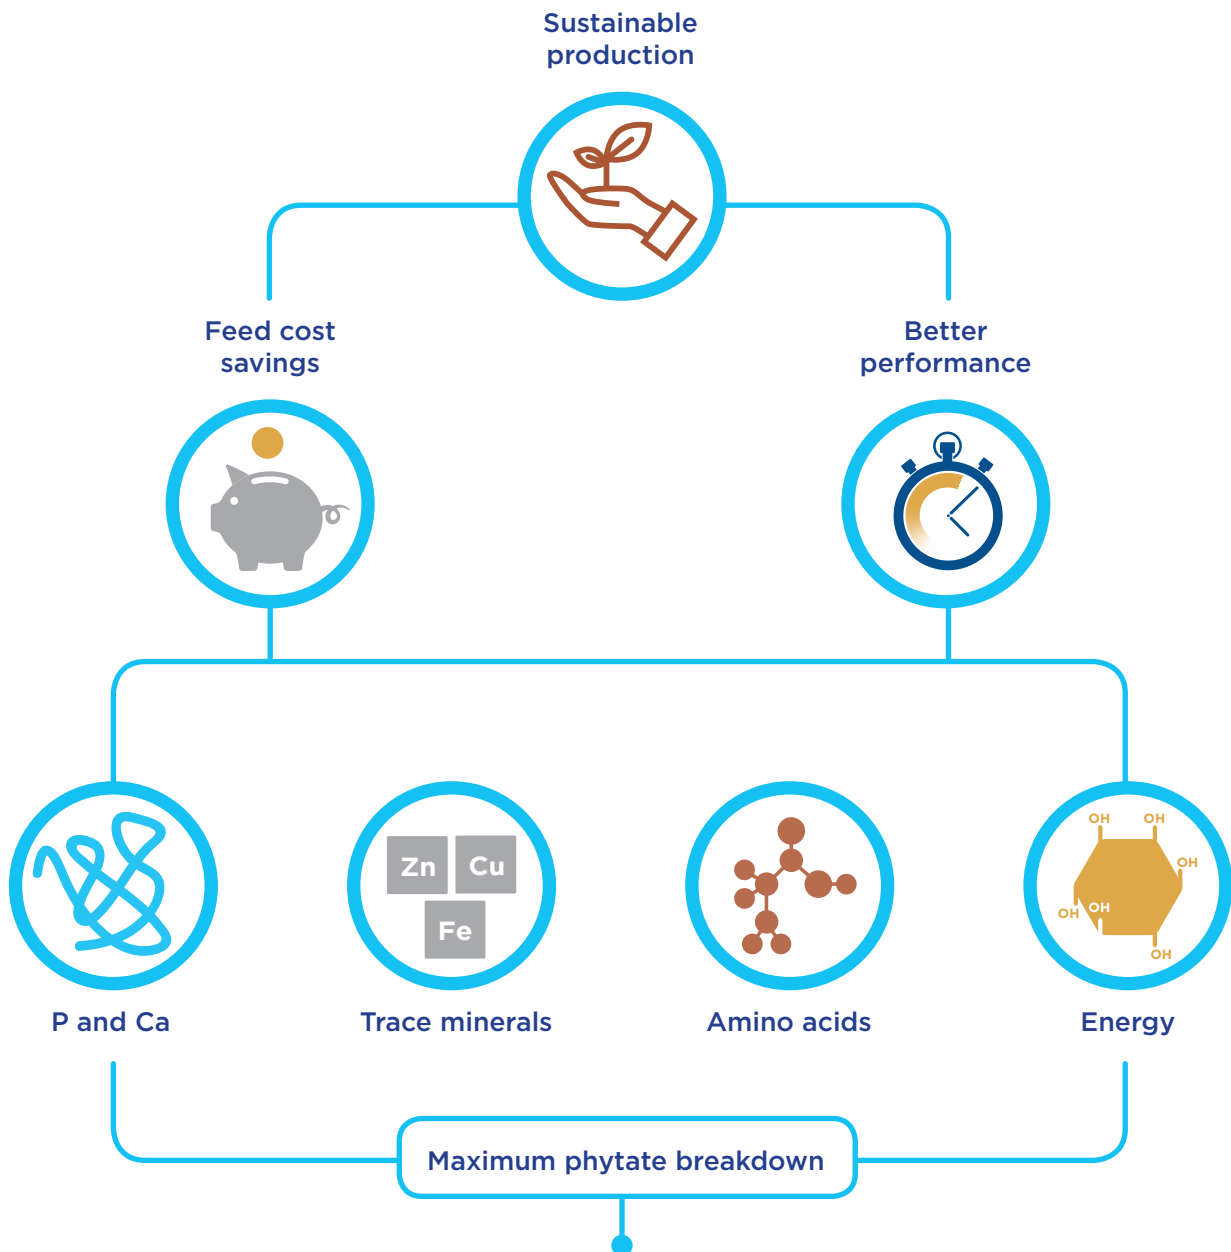 Sustainable
production
Feed cost
savings
Better
performance
Zn
Cu
Fe
OH
OH
OH
OH
OH
OH
P and Ca
Trace minerals
Amino acids
Energy
Maximum phytate breakdown